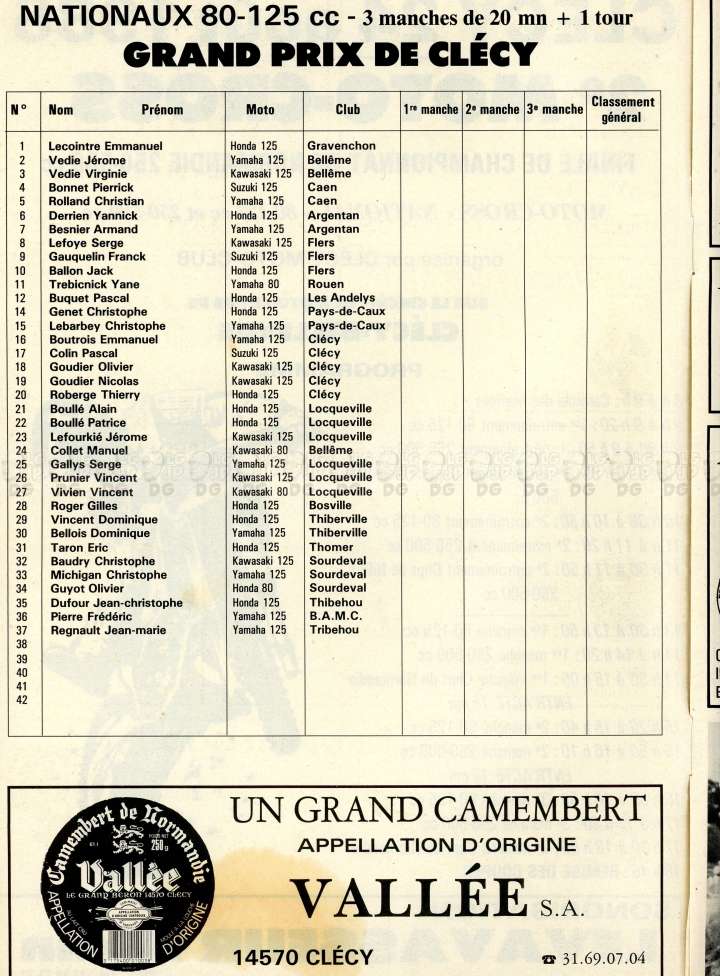 NATIONAUX 80-125 cc - 3 manches de 20 mn + 1 tour
GRAND PRIX DE CLÉCY
N° Nom Prénom Moto Club 1re manche 2e manche 3e manche Classement général
1 Lecointre Emmanuel Honda 125 Gravenchon
2 Vedie Jérome Yamaha 125 Bellême
3 Vedie Virginie Kawasaki 125 Bellême
4 Bonnet Pierrick Suzuki 125 Caen
5 Rolland Christian Yamaha 125 Caen
6 Derrien Yannick Honda 125 Argentan
7 Besnier Armand Yamaha 125 Argentan
8 Lefoye Serge Kawasaki 125 Flers
9 Gauquelin Franck Suzuki 125 Flers
10 Ballon Jack Honda 125 Flers
11 Trebicnick Yane Yamaha 80 Rouen
12 Buquet Pascal Honda 125 Les Andelys
14 Genet Christophe Honda 125 Pays-de-Caux
15 Lebarbey Christophe Yamaha 125 Pays-de-Caux
16 Boutrois Emmanuel Yamaha 125 Clécy
17 Colin Pascal Suzuki 125 Clécy
18 Goudier Olivier Kawasaki 125 Clécy
19 Goudier Nicolas Kawasaki 125 Clécy
20 Roberge Thierry Honda 125 Clécy
21 Boullé Alain Honda 125 Locqueville
22 Boullé Patrice Honda 125 Locqueville
23 Lefourkié Jérome Kawasaki 125 Locqueville
24 Collet Manuel Kawasaki 80 Bellême
25 Gallys Serge Yamaha 125 Locqueville
26 Prunier Vincent Kawasaki 125 Locqueville
27 Vivien Vincent Kawasaki 80 Locqueville
28 Roger Gilles Honda 125 Bosville
29 Vincent Dominique Honda 125 Thiberville
30 Bellois Dominique Yamaha 125 Thiberville
31 Taron Eric Honda 125 Thomer
32 Baudry Christophe Kawasaki 125 Sourdeval
33 Michigan Christophe Yamaha 125 Sourdeval
34 Guyot Olivier Honda 80 Sourdeval
35 Dufour Jean-christophe Honda 125 Thibehou
36 Pierre Frédéric Yamaha 125 B.A.M.C.
37 Regnault Jean-marie Yamaha 125 Tribehou
38
39
40
41
42
Camembert de Normandie
POIDS NET
250 g
Vallée
LE GRAND BERON 14570 CLECY
APPELLATION D'ORIGINE
UN GRAND CAMEMBERT
APPELLATION D'ORIGINE
VALLÉE S.A.
14570 CLÉCY ☎ 31.69.07.04